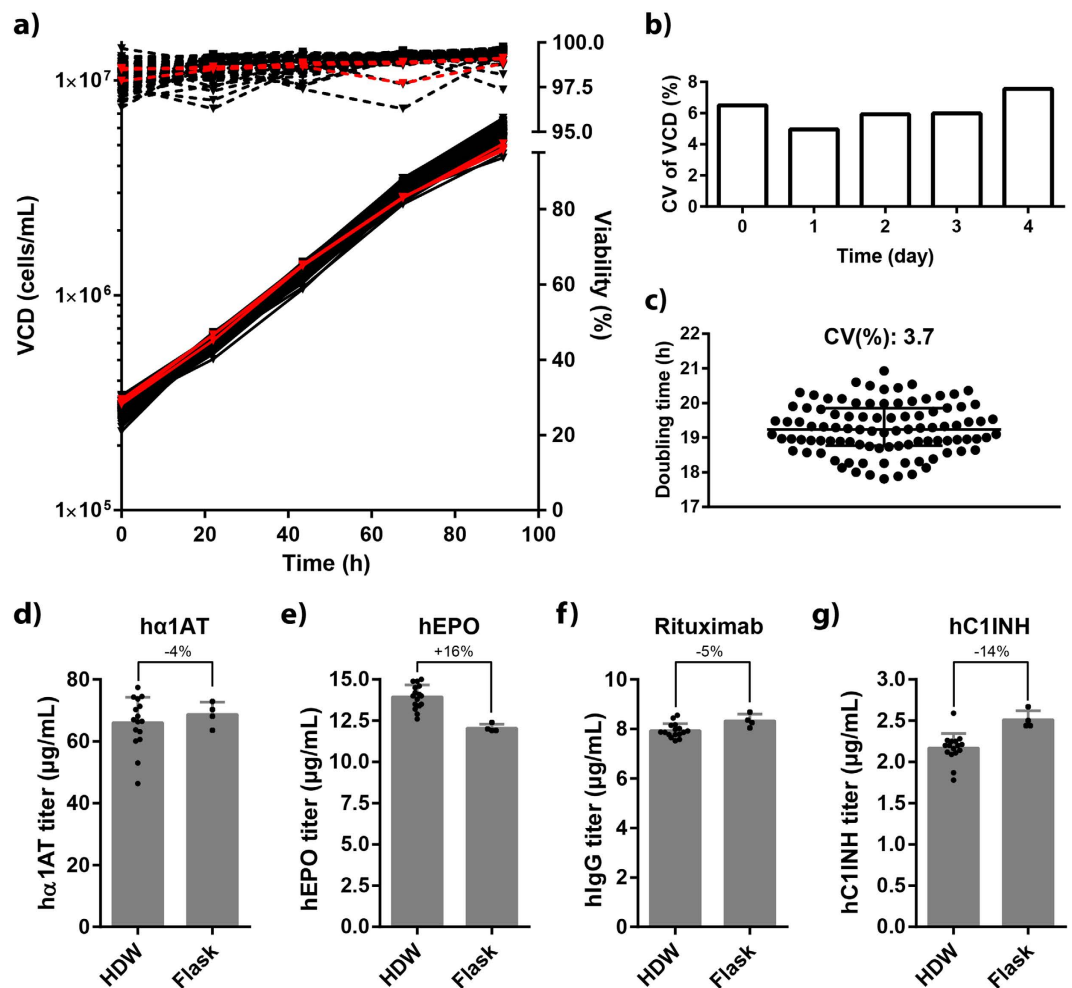 a)
VCD (cells/mL)
1×10⁷
1×10⁶
1×10⁵
100.0
97.5
95.0
80
60
40
20
0
Viability (%)
0 20 40 60 80 100
Time (h)
b)
CV of VCD (%)
8
6
4
2
0
0 1 2 3 4
Time (day)
c)
CV(%): 3.7
Doubling time (h)
22
21
20
19
18
17
d)
hα1AT
-4%
hα1AT titer (µg/mL)
80
60
40
20
0
HDW Flask
e)
hEPO
+16%
hEPO titer (µg/mL)
15.0
12.5
10.0
7.5
5.0
2.5
0.0
HDW Flask
f)
Rituximab
-5%
hIgG titer (µg/mL)
10
8
6
4
2
0
HDW Flask
g)
hC1INH
-14%
hC1INH titer (µg/mL)
3.0
2.5
2.0
1.5
1.0
0.5
0.0
HDW Flask